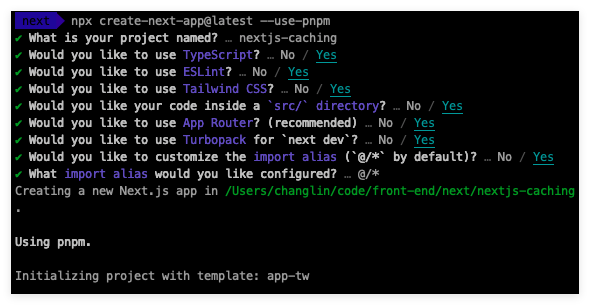 next npx create-next-app@latest --use-pnpm
✔ What is your project named? … nextjs-caching
✔ Would you like to use TypeScript? … No / Yes
✔ Would you like to use ESLint? … No / Yes
✔ Would you like to use Tailwind CSS? … No / Yes
✔ Would you like your code inside a `src/` directory? … No / Yes
✔ Would you like to use App Router? (recommended) … No / Yes
✔ Would you like to use Turbopack for `next dev`? … No / Yes
✔ Would you like to customize the import alias (`@/*` by default)? … No / Yes
✔ What import alias would you like configured? … @/*
Creating a new Next.js app in /Users/changlin/code/front-end/next/nextjs-caching
.
Using pnpm.
Initializing project with template: app-tw